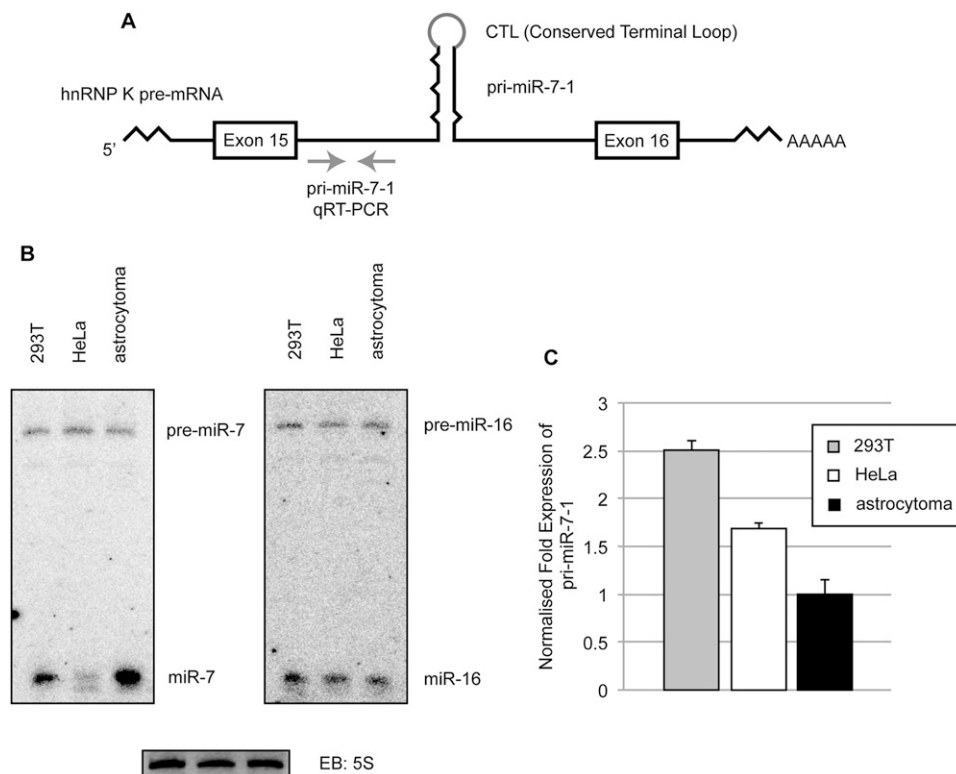 A
CTL (Conserved Terminal Loop)
hnRNP K pre-mRNA
pri-miR-7-1
5'
Exon 15
Exon 16
AAAAA
pri-miR-7-1
qRT-PCR
B
293T
HeLa
astrocytoma
293T
HeLa
astrocytoma
pre-miR-7
pre-miR-16
miR-7
miR-16
EB: 5S
C
Normalised Fold Expression of
pri-miR-7-1
3
2.5
2
1.5
1
0.5
0
293T
HeLa
astrocytoma